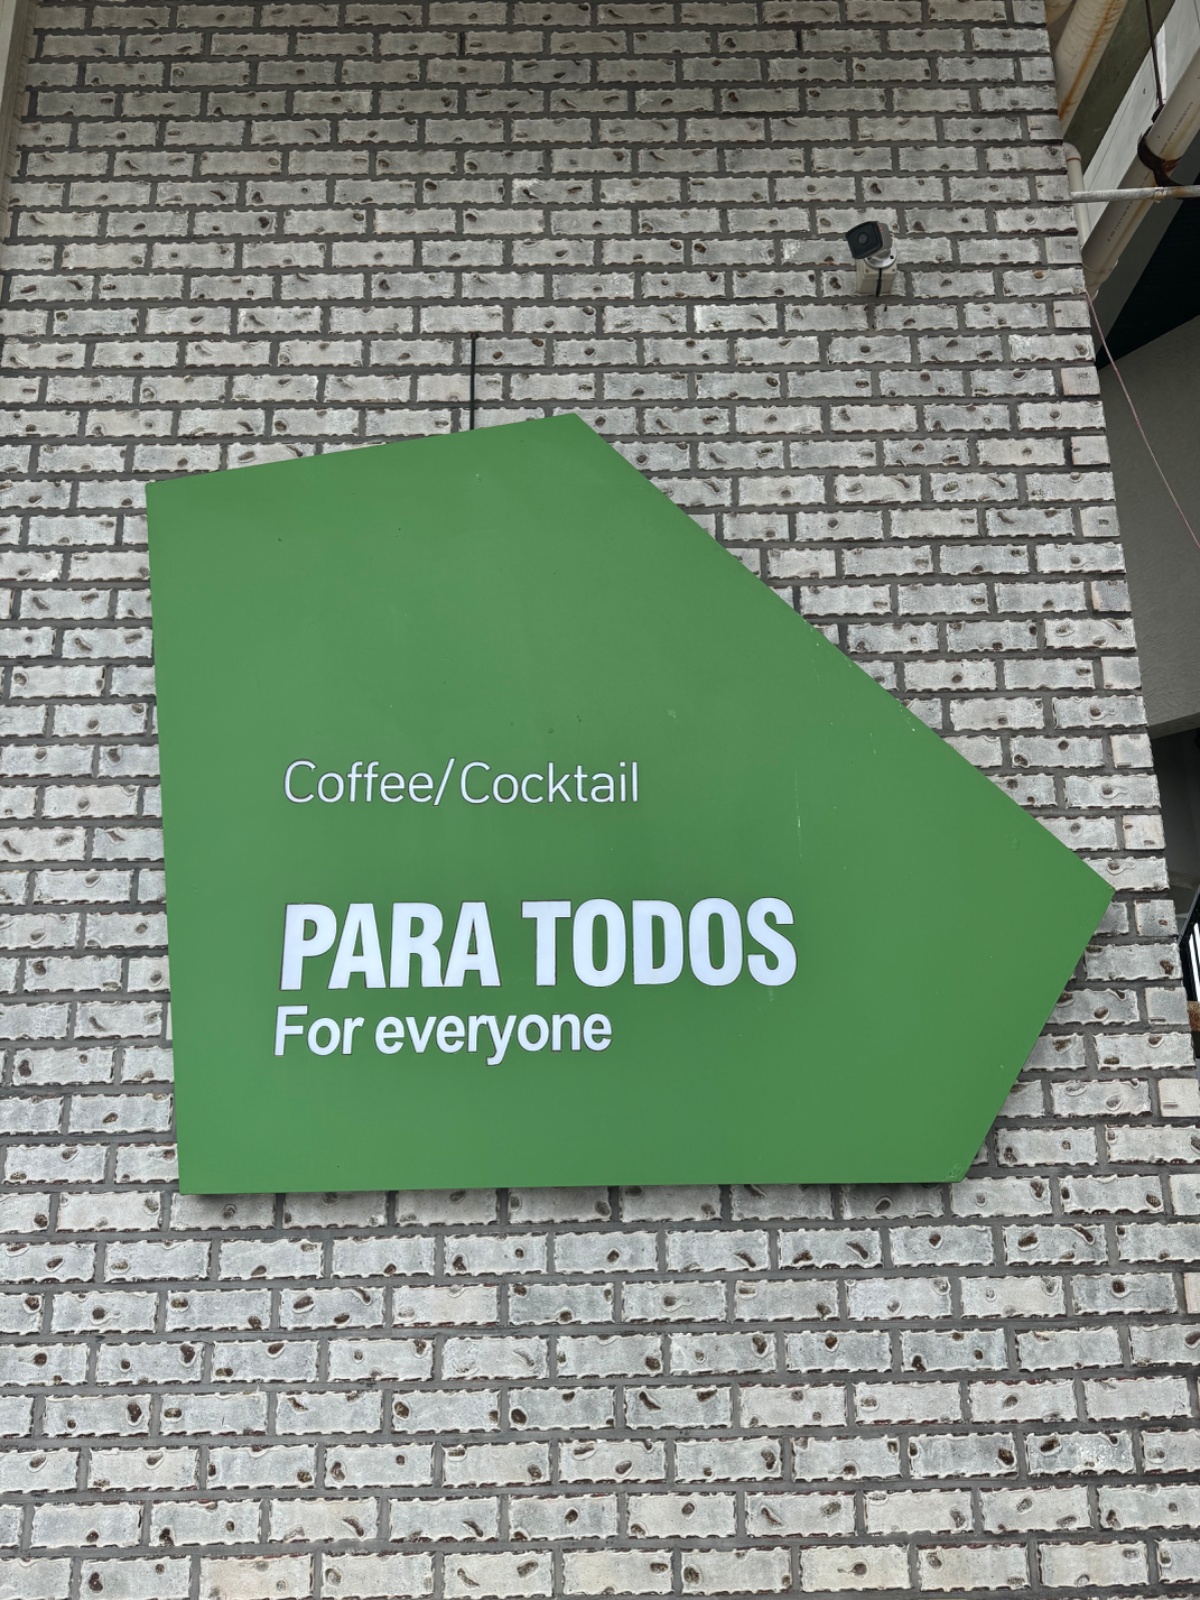 Coffee/Cocktail
PARA TODOS
For everyone